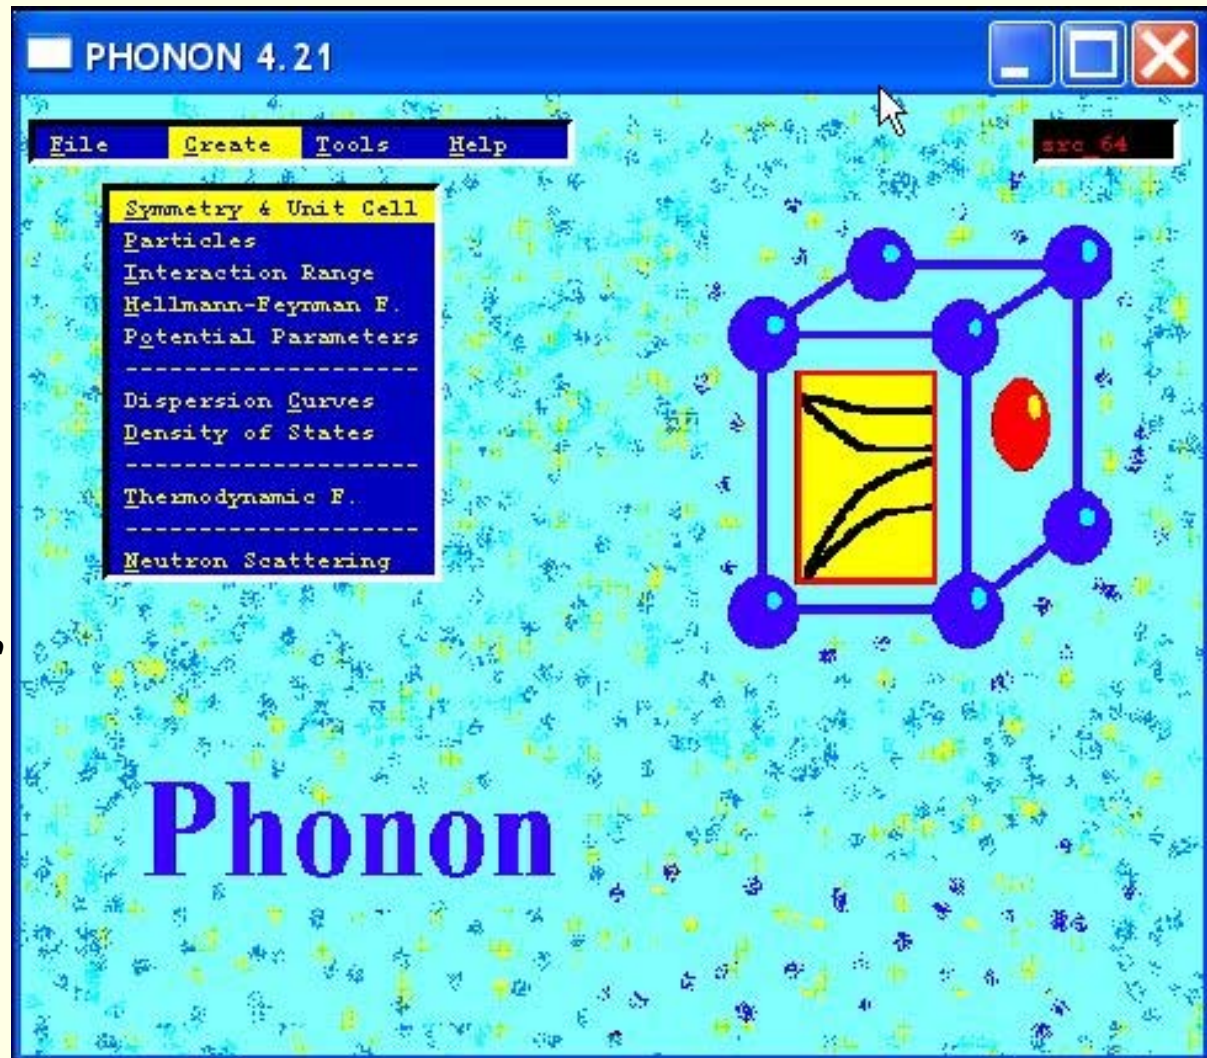 PHONON 4.21
File Create Tools Help
src_64
Symmetry & Unit Cell
Particles
Interaction Range
Hellmann-Feynman F.
Potential Parameters
--------------------
Dispersion Curves
Density of States
--------------------
Thermodynamic F.
--------------------
Neutron Scattering
Phonon